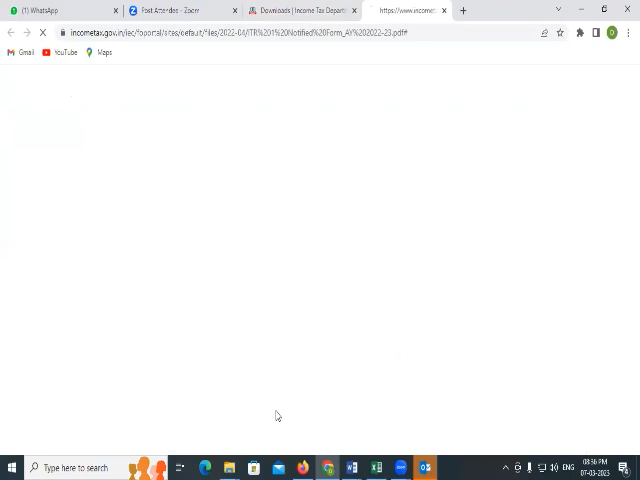 (1) WhatsApp
Post Attendee - Zoom
Downloads | Income Tax Departm
https://www.incomet
incometax.gov.in/iec/foportal/sites/default/files/2022-04/ITR%201%20Notified%20Form_AY%202022-23.pdf#
D
Gmail
YouTube
Maps
Type here to search
ENG
08:36 PM
07-03-2023